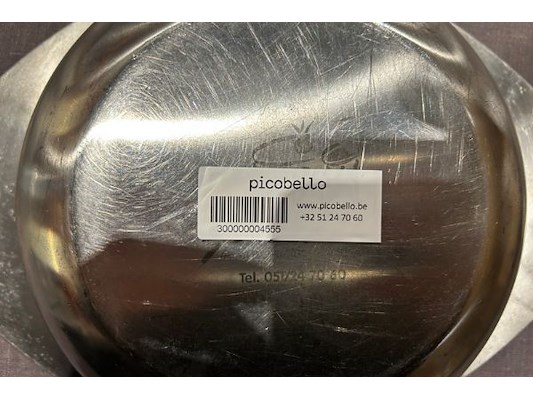 picobello
www.picobello.be
+32 51 24 70 60
300000004555
Tel. 051/24 70 60